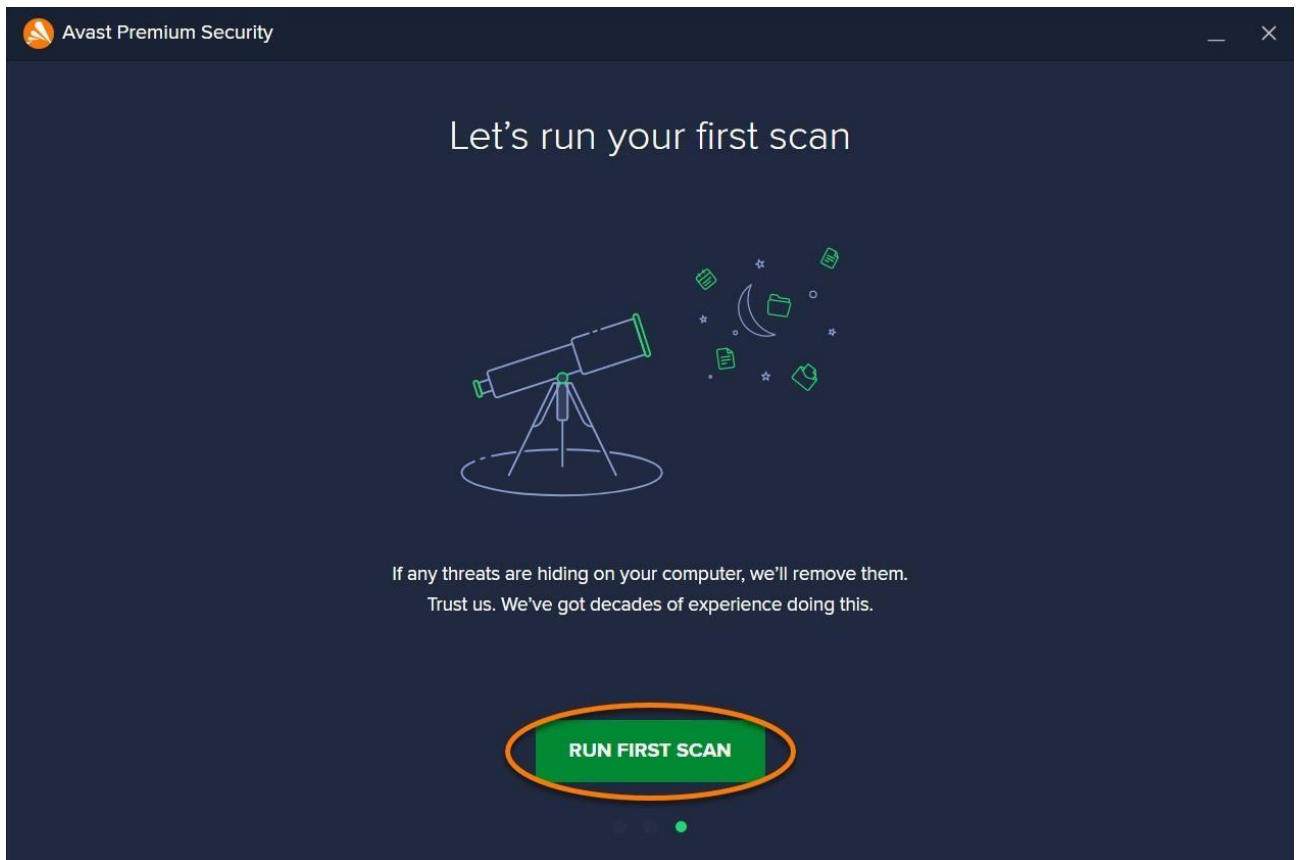 Avast Premium Security
Let’s run your first scan
If any threats are hiding on your computer, we’ll remove them.
Trust us. We’ve got decades of experience doing this.
RUN FIRST SCAN